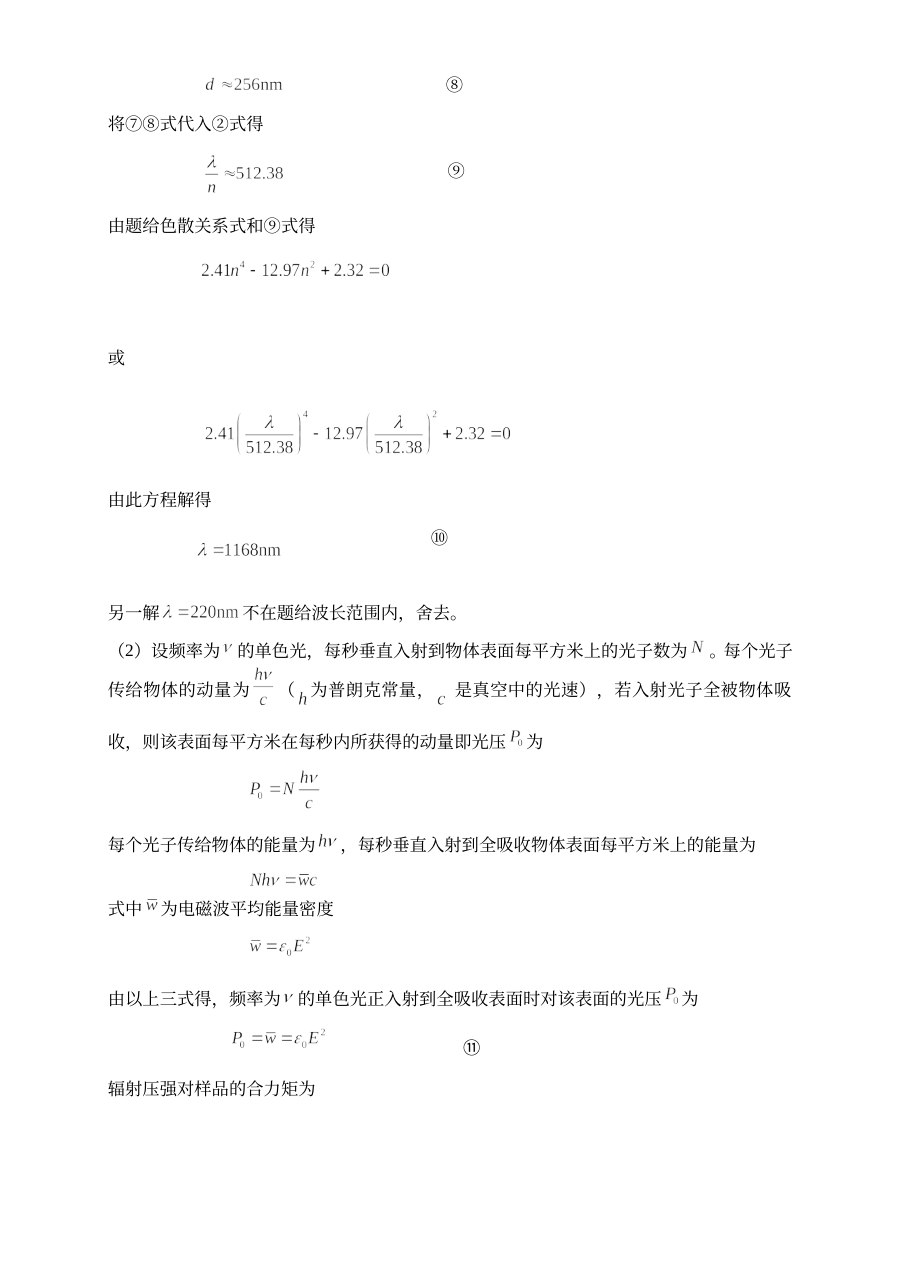 d ≈256nm ⑧
将⑦⑧式代入②式得
λ/n ≈512.38 ⑨
由题给色散关系式和⑨式得
2.41n⁴ - 12.97n² + 2.32 =0
或
2.41(λ/512.38)⁴ - 12.97(λ/512.38)² + 2.32 =0
由此方程解得
λ =1168nm ⑩
另一解λ =220nm 不在题给波长范围内，舍去。
（2）设频率为ν 的单色光，每秒垂直入射到物体表面每平方米上的光子数为 N 。每个光子
传给物体的动量为 hν/c （h 为普朗克常量， c 是真空中的光速），若入射光子全被物体吸
收，则该表面每平方米在每秒内所获得的动量即光压 P₀ 为
P₀ =N hν/c
每个光子传给物体的能量为hν ，每秒垂直入射到全吸收物体表面每平方米上的能量为
Nhν =w̅c
式中 w̅ 为电磁波平均能量密度
w̅ =ε₀E²
由以上三式得，频率为ν 的单色光正入射到全吸收表面时对该表面的光压 P₀ 为
P₀ =w̅ =ε₀E² ⑪
辐射压强对样品的合力矩为